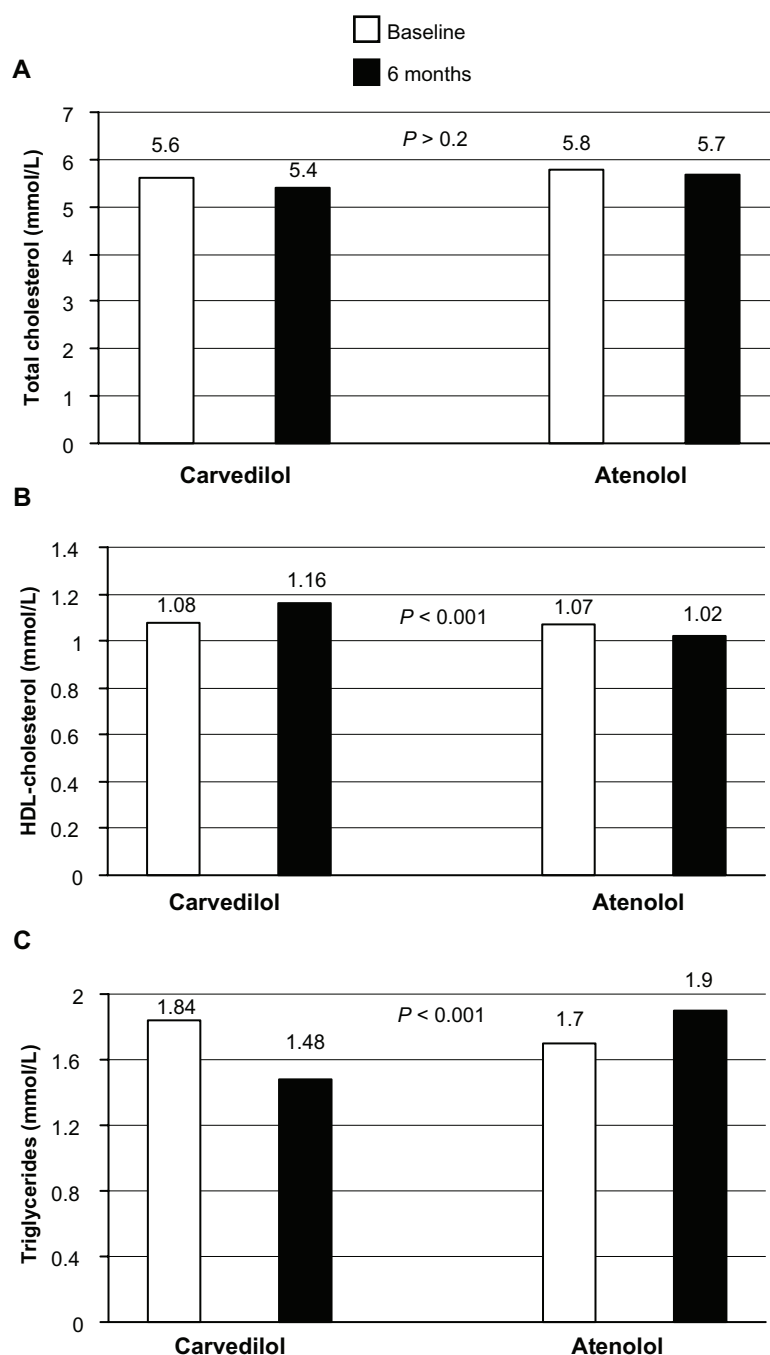 Baseline
6 months
A
Total cholesterol (mmol/L)
7
6
5
4
3
2
1
0
5.6
5.4
P > 0.2
5.8
5.7
Carvedilol
Atenolol
B
HDL-cholesterol (mmol/L)
1.4
1.2
1
0.8
0.6
0.4
0.2
0
1.08
1.16
P < 0.001
1.07
1.02
Carvedilol
Atenolol
C
Triglycerides (mmol/L)
2
1.6
1.2
0.8
0.4
0
1.84
1.48
P < 0.001
1.7
1.9
Carvedilol
Atenolol